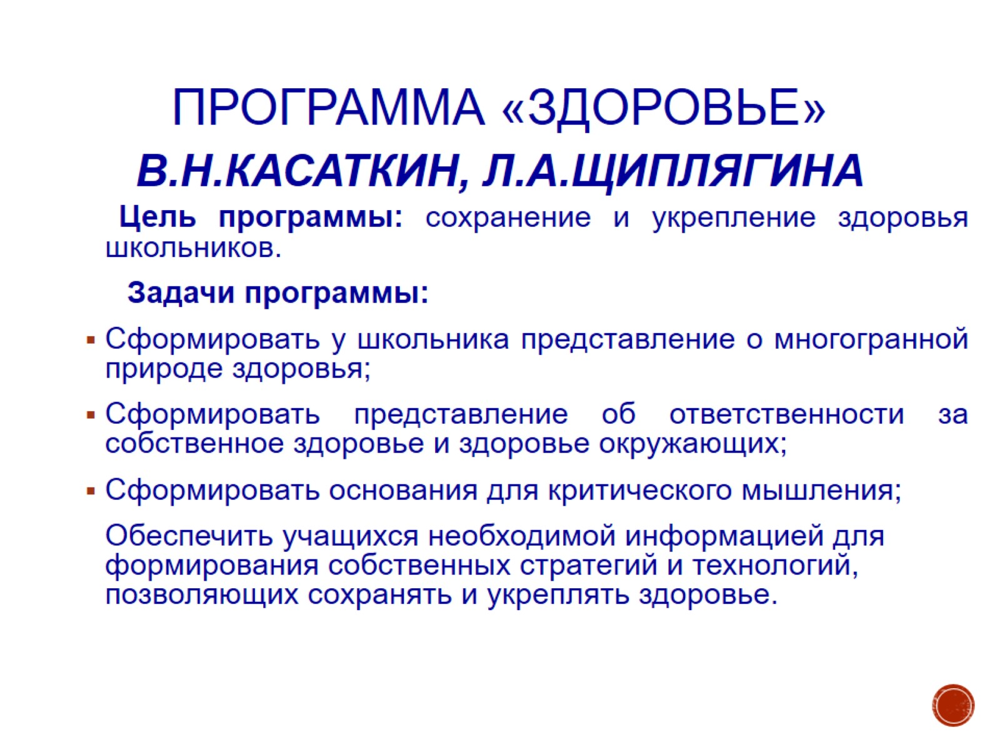 ПРОГРАММА «ЗДОРОВЬЕ»
В.Н.КАСАТКИН, Л.А.ЩИПЛЯГИНА
Цель программы: сохранение и укрепление здоровья
школьников.
Задачи программы:
▪ Сформировать у школьника представление о многогранной
природе здоровья;
▪ Сформировать представление об ответственности за
собственное здоровье и здоровье окружающих;
▪ Сформировать основания для критического мышления;
Обеспечить учащихся необходимой информацией для
формирования собственных стратегий и технологий,
позволяющих сохранять и укреплять здоровье.